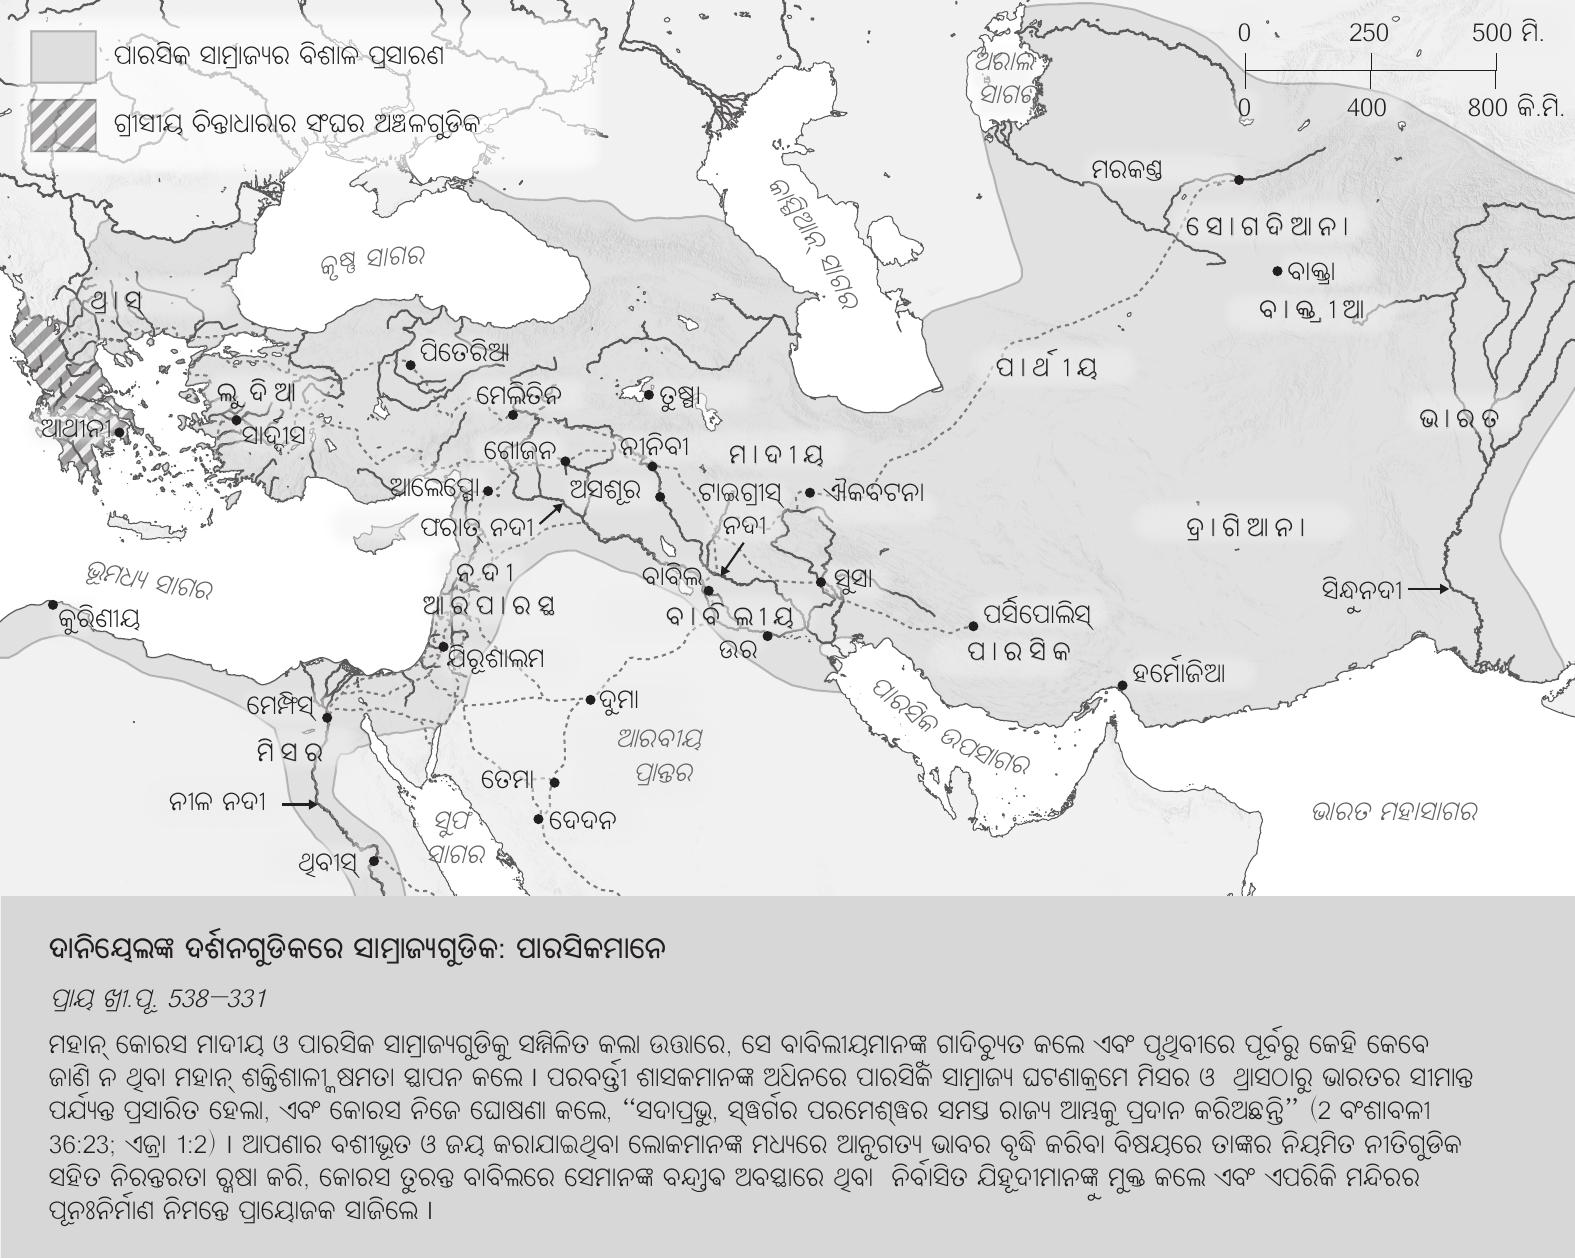 ପାରସିକ ସାମ୍ରାଜ୍ୟର ବିଶାଳ ପ୍ରସାରଣ
ଗ୍ରୀସୀୟ ଚିନ୍ତାଧାରାର ସଂଘର ଅଞ୍ଚଳଗୁଡିକ
0 250 500 ମି.
0 400 800 କି.ମି.
ଅରାଲ
ସାଗର
ମରକଣ୍ଡ
ସୋଗଦିଆନା
ବାକ୍ତ୍ରା
ବାକ୍ତ୍ରୀଆ
କାସ୍ପିଆନ୍ ସାଗର
କୃଷ୍ଣ ସାଗର
ଥ୍ରାସ
ପିତେରିଆ
ପାର୍ଥୀୟ
ଲୁଦିଆ
ମେଲିତିନ
ତୁଷ୍ପା
ଭାରତ
ଆଥୀନୀ
ସାର୍ଦ୍ଦୀସ
ଗୋଜନ
ନୀନିବୀ
ମାଦୀୟ
ଆଲେପ୍ପୋ
ଅସଶୂର
ଟାଇଗ୍ରୀସ୍
ନଦୀ
ଐକବଟନା
ଫରାତ୍ ନଦୀ
ଦ୍ରାଗିଆନା
ଭୂମଧ୍ୟ ସାଗର
ନଦୀ
ଆରପାରସ୍ଥ
ବାବିଲ
ସୁସା
ସିନ୍ଧୁନଦୀ
କୁରିଣୀୟ
ବାବିଲୀୟ
ପର୍ସିପୋଲିସ୍
ଉର
ପାରସିକ
ଯିରୂଶାଲମ
ହର୍ମୋଜିଆ
ମେମ୍ଫିସ୍
ଦୁମା
ପାରସିକ ଉପସାଗର
ମିସର
ଆରବୀୟ
ପ୍ରାନ୍ତର
ତେମା
ନୀଳ ନଦୀ
ଦେଦନ
ସୁଫ
ସାଗର
ଭାରତ ମହାସାଗର
ଥିବୀସ୍
ଦାନିୟେଲଙ୍କ ଦର୍ଶନଗୁଡିକରେ ସାମ୍ରାଜ୍ୟଗୁଡିକ: ପାରସିକମାନେ
ପ୍ରାୟ ଖ୍ରୀ.ପୂ. 538–331
ମହାନ୍ କୋରସ ମାଦୀୟ ଓ ପାରସିକ ସାମ୍ରାଜ୍ୟଗୁଡିକୁ ସମ୍ମିଳିତ କଲା ଉତ୍ତାରେ, ସେ ବାବିଲୀୟମାନଙ୍କୁ ଗାଦିଚ୍ୟୁତ କଲେ ଏବଂ ପୃଥିବୀରେ ପୂର୍ବରୁ କେହି କେବେ
ଜାଣି ନ ଥିବା ମହାନ୍ ଶକ୍ତିଶାଳୀ କ୍ଷମତା ସ୍ଥାପନ କଲେ । ପରବର୍ତ୍ତୀ ଶାସକମାନଙ୍କ ଅଧିନରେ ପାରସିକ ସାମ୍ରାଜ୍ୟ ଘଟଣାକ୍ରମେ ମିସର ଓ ଥ୍ରାସଠାରୁ ଭାରତର ସୀମାନ୍ତ
ପର୍ଯ୍ୟନ୍ତ ପ୍ରସାରିତ ହେଲା, ଏବଂ କୋରସ ନିଜେ ଘୋଷଣା କଲେ, “ସଦାପ୍ରଭୁ, ସ୍ୱର୍ଗର ପରମେଶ୍ୱର ସମସ୍ତ ରାଜ୍ୟ ଆମ୍ଭକୁ ପ୍ରଦାନ କରିଅଛନ୍ତି” (2 ବଂଶାବଳୀ
36:23; ଏଜ୍ରା 1:2) । ଆପଣାର ବଶୀଭୂତ ଓ ଜୟ କରାଯାଇଥିବା ଲୋକମାନଙ୍କ ମଧ୍ୟରେ ଆନୁଗତ୍ୟ ଭାବର ବୃଦ୍ଧି କରିବା ବିଷୟରେ ତାଙ୍କର ନିୟମିତ ନୀତିଗୁଡିକ
ସହିତ ନିରନ୍ତରତା ରକ୍ଷା କରି, କୋରସ ତୁରନ୍ତ ବାବିଲରେ ସେମାନଙ୍କ ବନ୍ଦୀତ୍ୱ ଅବସ୍ଥାରେ ଥିବା ନିର୍ବାସିତ ଯିହୂଦୀମାନଙ୍କୁ ମୁକ୍ତ କଲେ ଏବଂ ଏପରିକି ମନ୍ଦିରର
ପୂନଃନିର୍ମାଣ ନିମନ୍ତେ ପ୍ରାୟୋଜକ ସାଜିଲେ ।